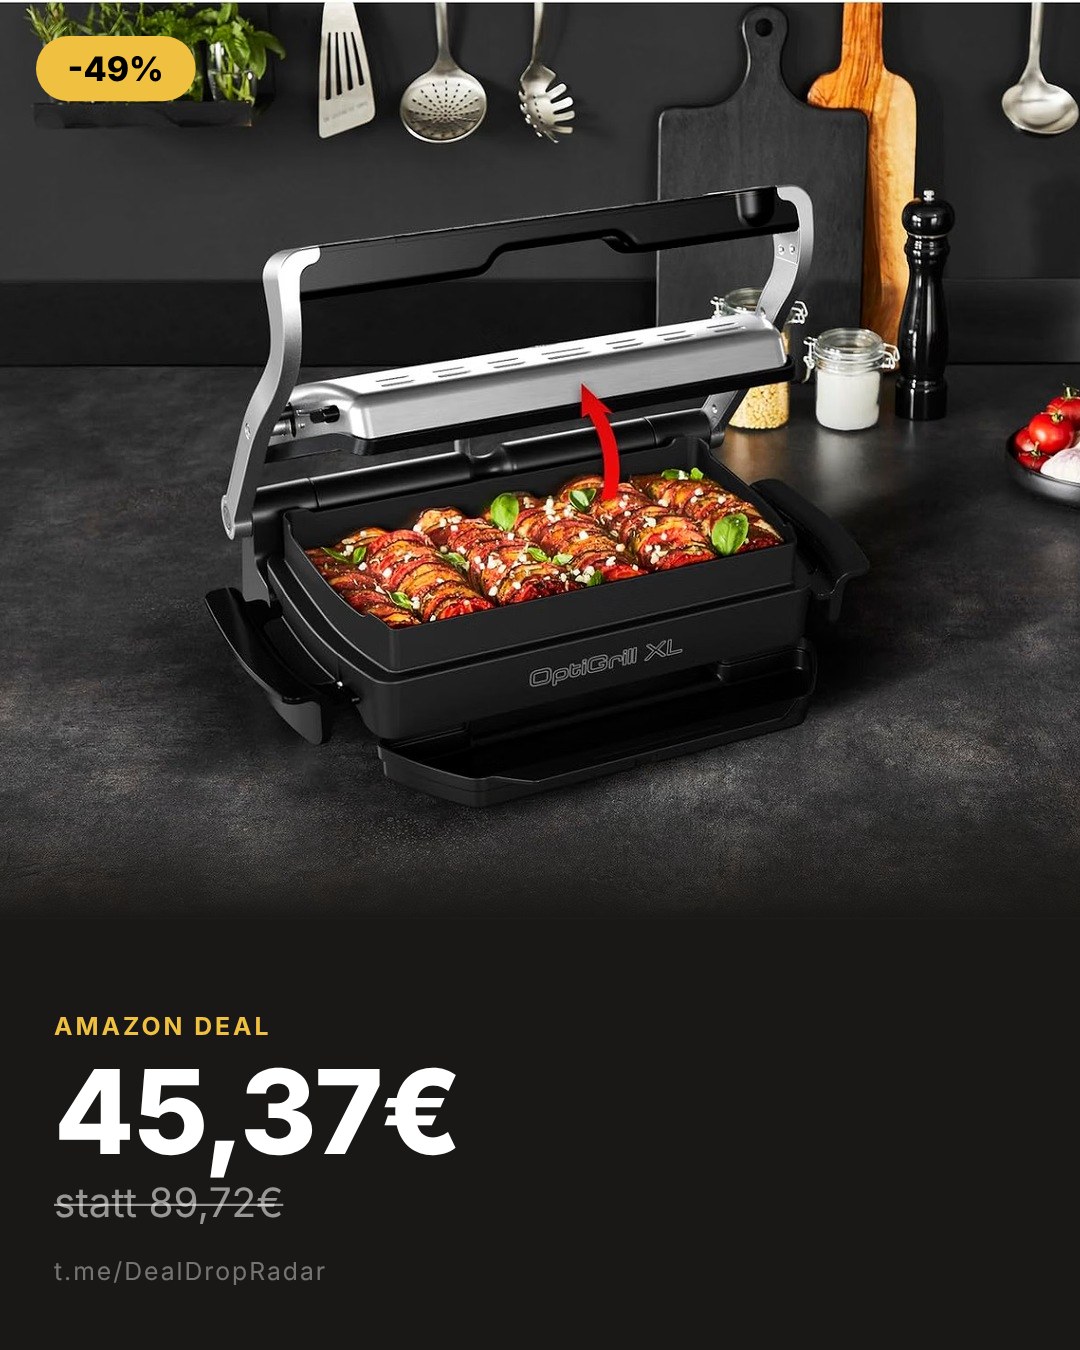 -49%
OptiGrill XL
AMAZON DEAL
45,37€
statt 89,72€
t.me/DealDropRadar